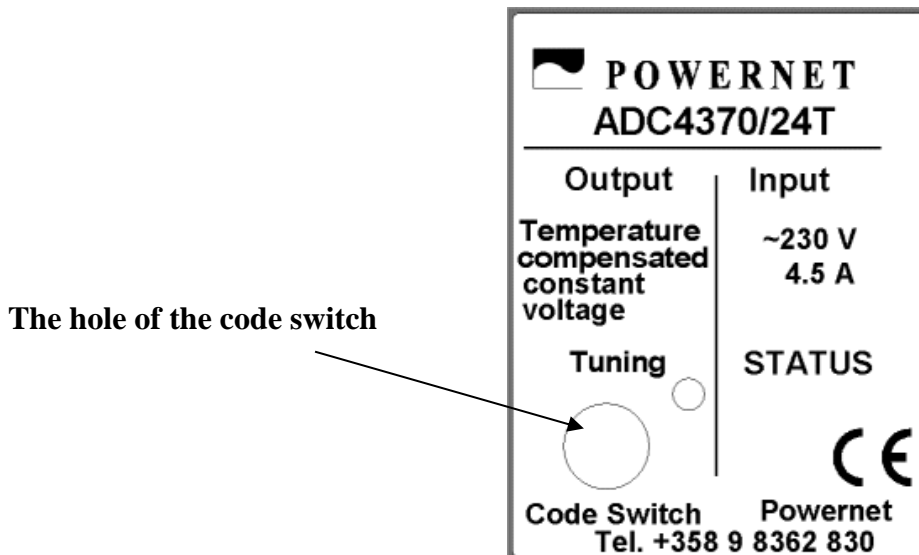 POWERNET
ADC4370/24T
Output
Input
Temperature
compensated
constant
voltage
~230 V
4.5 A
The hole of the code switch
Tuning
STATUS
CE
Code Switch
Powernet
Tel. +358 9 8362 830